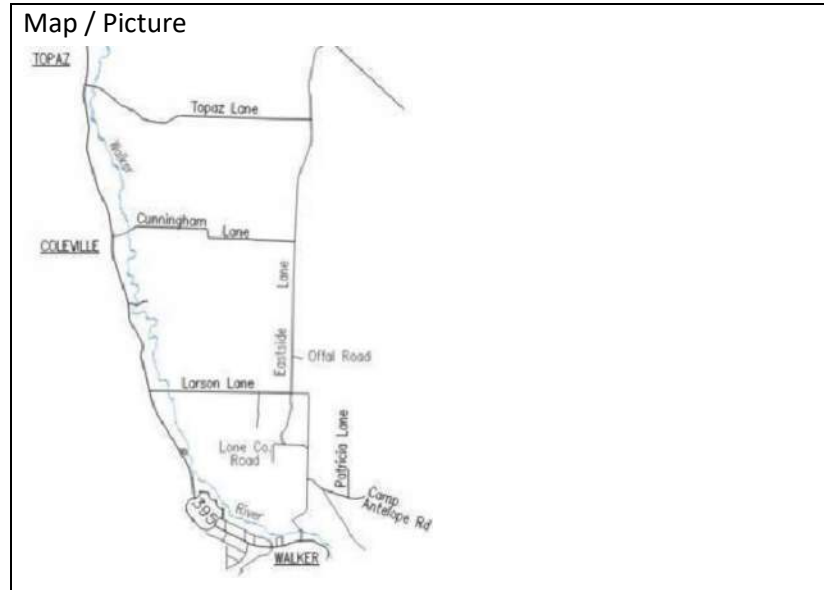 Map / Picture
TOPAZ
Topaz Lane
Walker
Cunningham
Lane
COLEVILLE
Eastside Lane
Offal Road
Larson Lane
Lone Co.
Road
Patricia Lane
Camp
Antelope Rd
395
River
WALKER